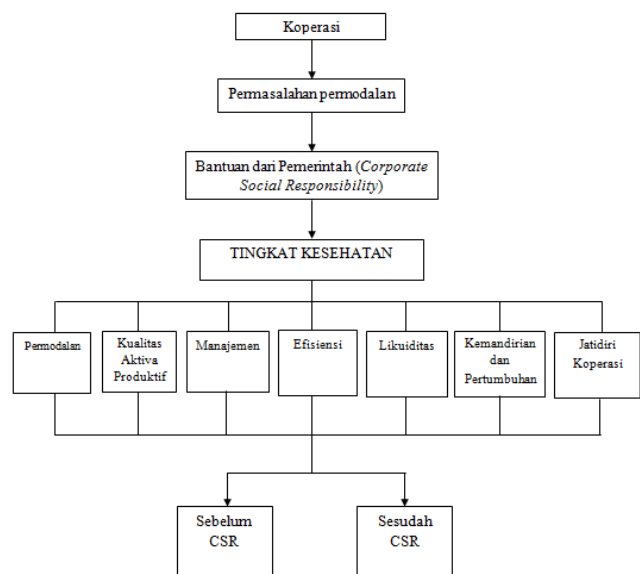 Koperasi
Permasalahan permodalan
Bantuan dari Pemerintah (Corporate
Social Responsibility)
TINGKAT KESEHATAN
Permodalan
Kualitas
Aktiva
Produktif
Manajemen
Efisiensi
Likuiditas
Kemandirian
dan
Pertumbuhan
Jatidiri
Koperasi
Sebelum
CSR
Sesudah
CSR